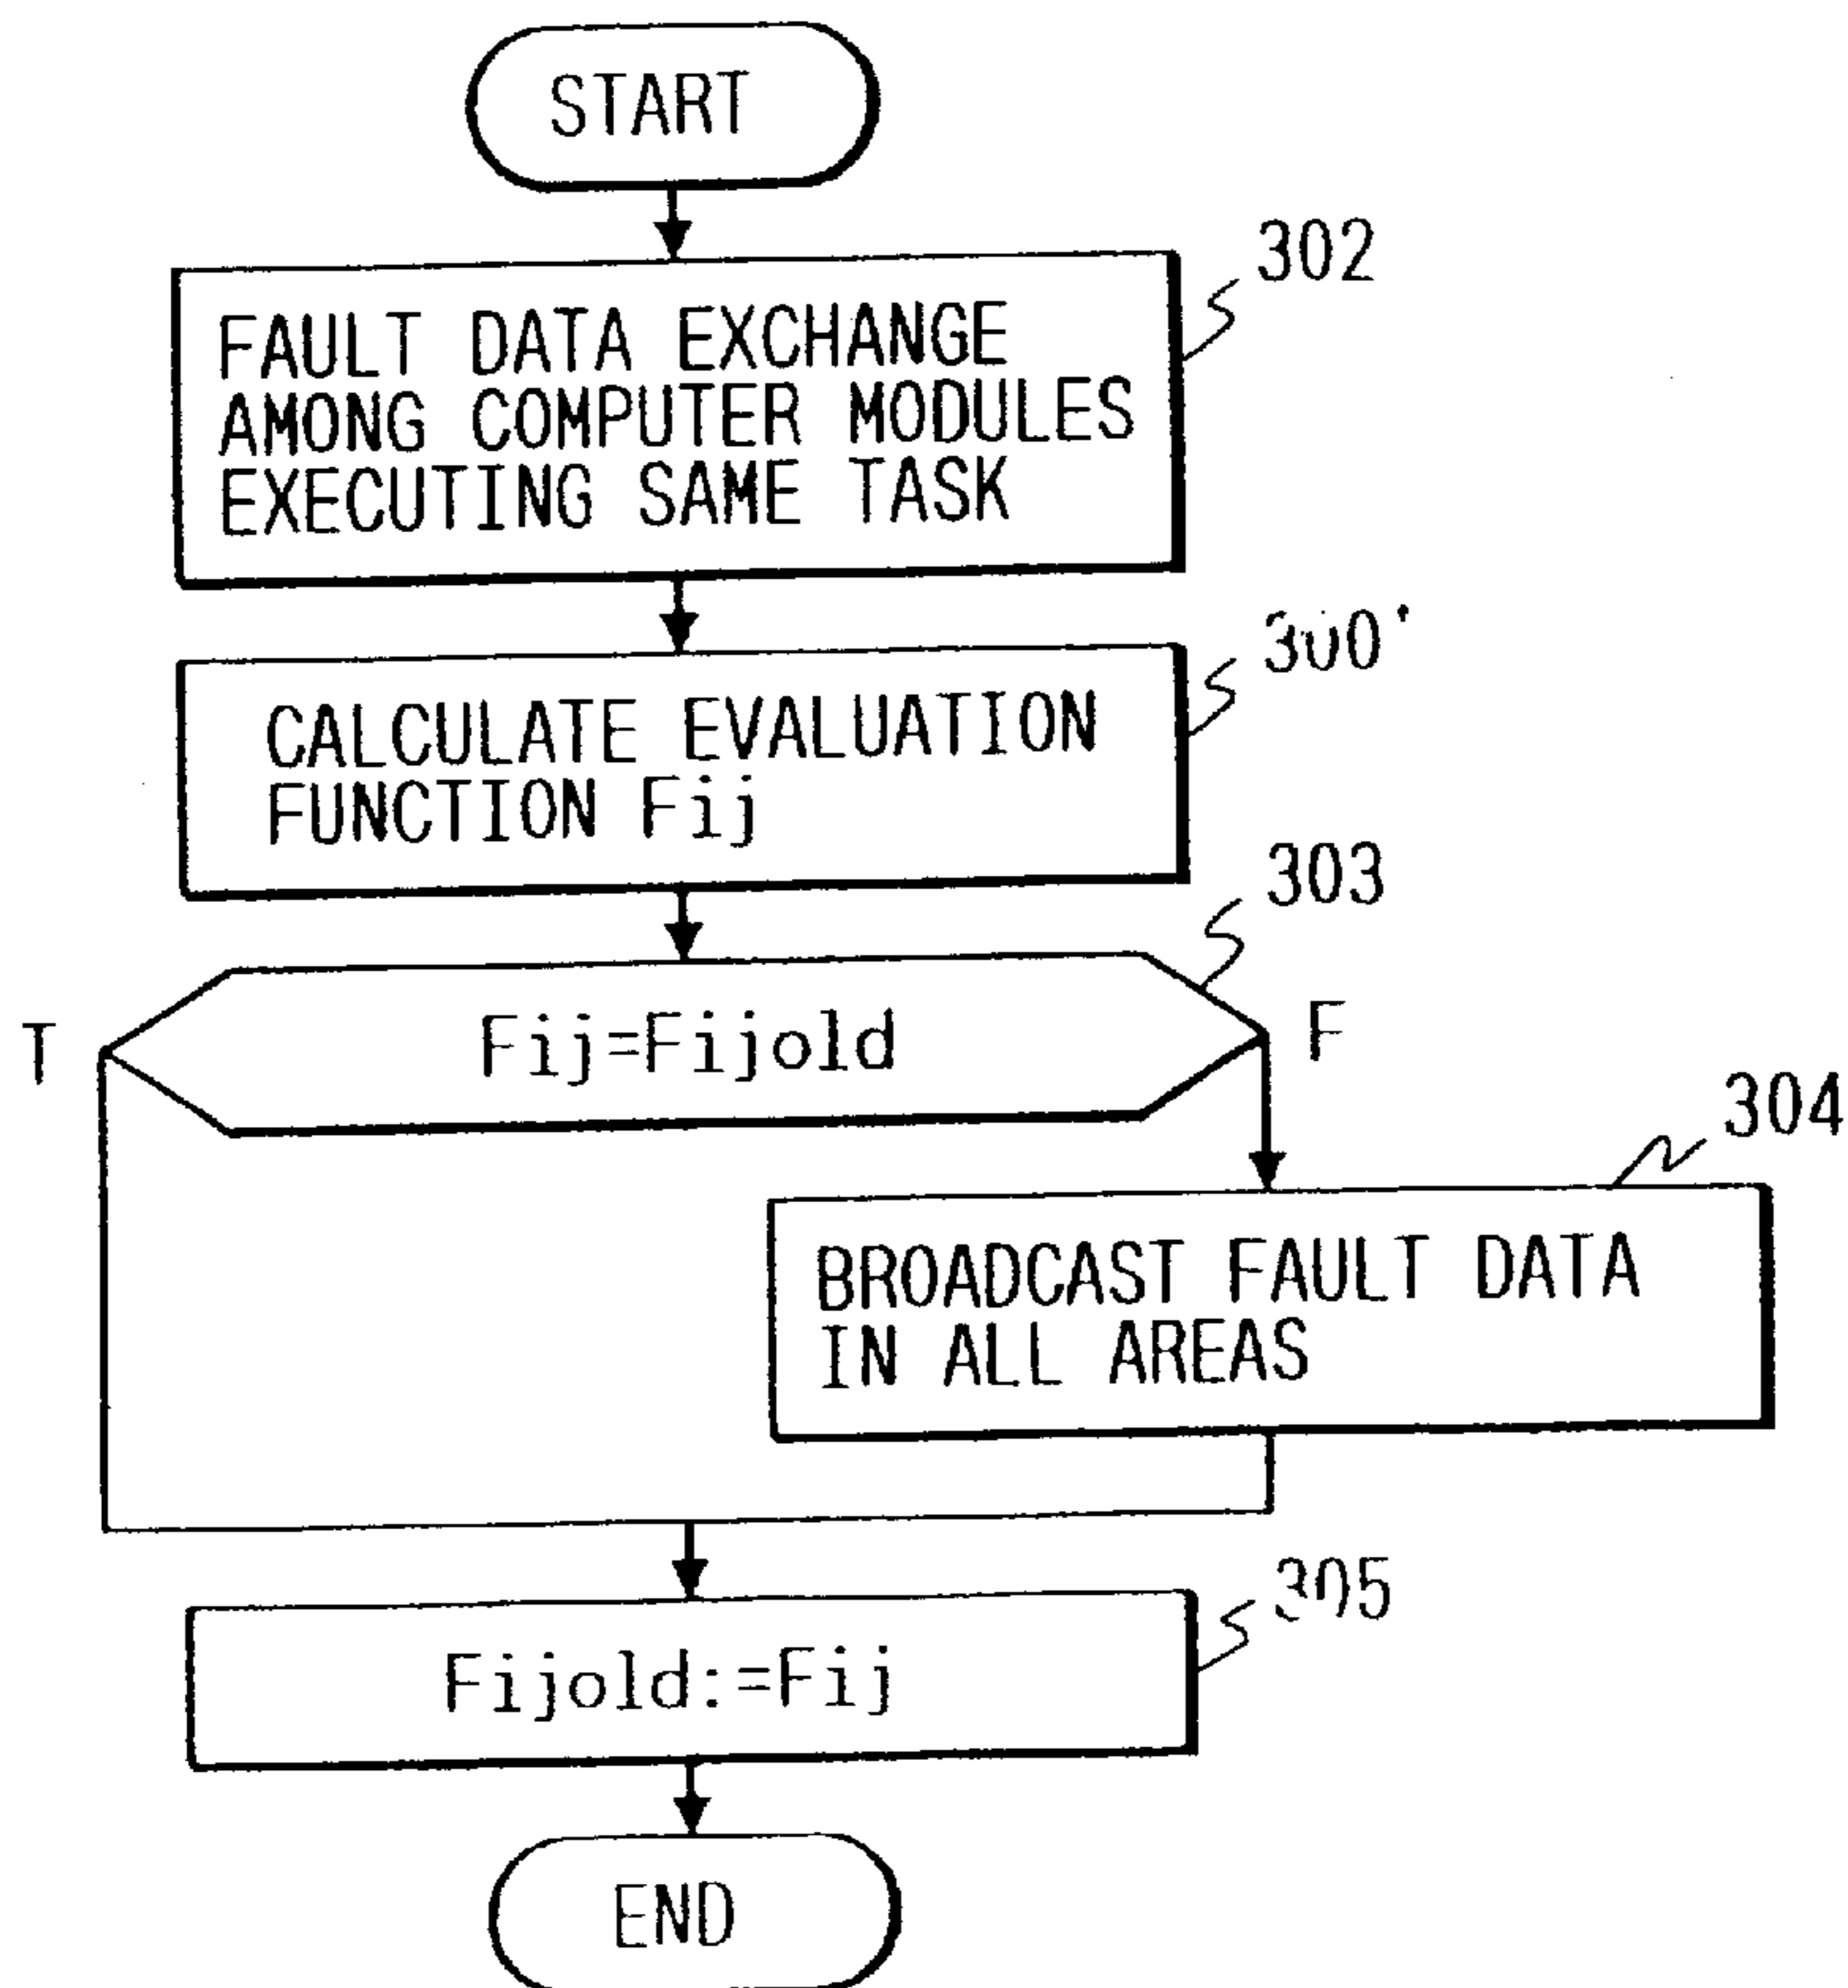 START
302
FAULT DATA EXCHANGE
AMONG COMPUTER MODULES
EXECUTING SAME TASK
300'
CALCULATE EVALUATION
FUNCTION Fij
303
T
Fij=Fijold
F
304
BROADCAST FAULT DATA
IN ALL AREAS
305
Fijold:=Fij
END